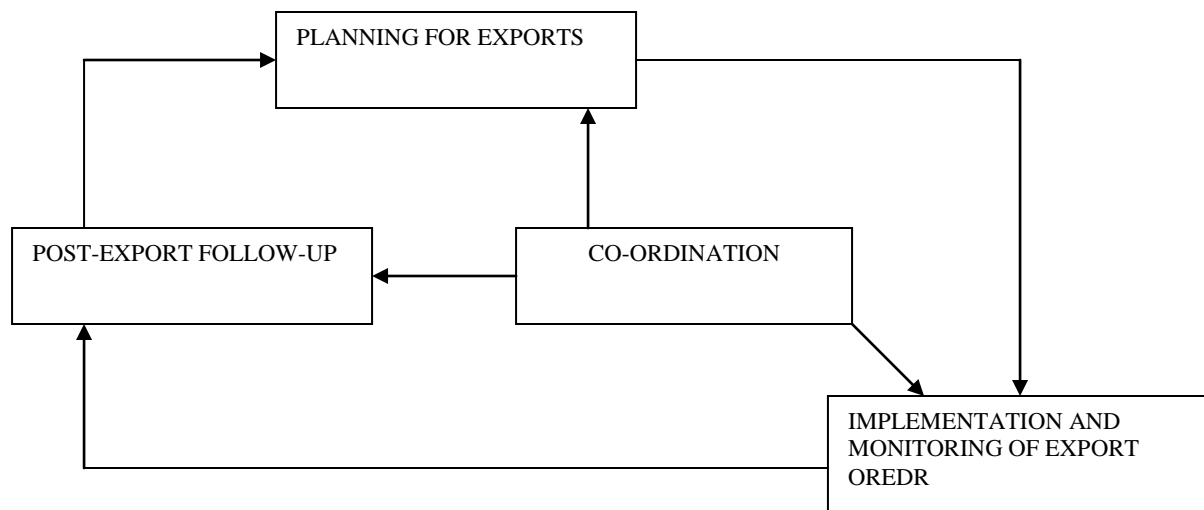 PLANNING FOR EXPORTS
POST-EXPORT FOLLOW-UP
CO-ORDINATION
IMPLEMENTATION AND
MONITORING OF EXPORT
OREDR